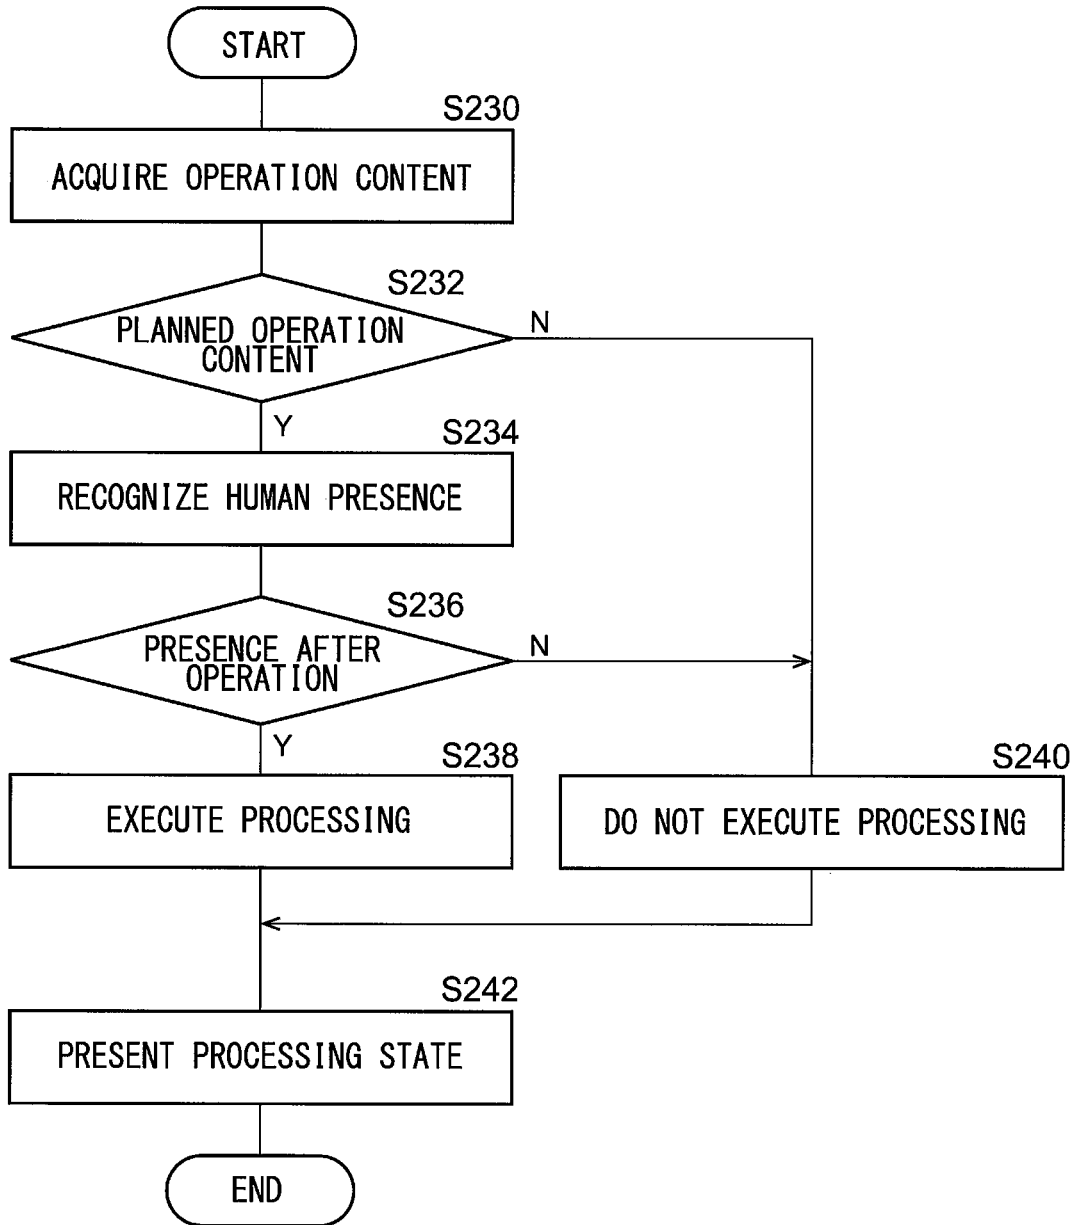 START
S230
ACQUIRE OPERATION CONTENT
S232
PLANNED OPERATION
CONTENT
N
Y
S234
RECOGNIZE HUMAN PRESENCE
S236
PRESENCE AFTER
OPERATION
N
Y
S238
EXECUTE PROCESSING
S240
DO NOT EXECUTE PROCESSING
S242
PRESENT PROCESSING STATE
END